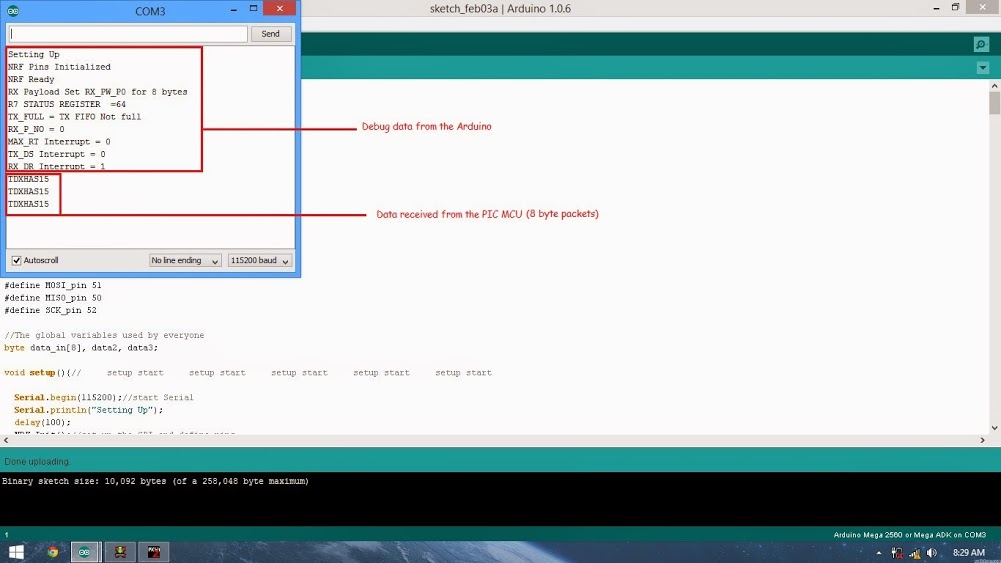 COM3
sketch_feb03a | Arduino 1.0.6
Send
Setting Up
NRF Pins Initialized
NRF Ready
RX Payload Set RX_PW_P0 for 8 bytes
R7 STATUS REGISTER  =64
TX_FULL = TX FIFO Not full
RX_P_NO = 0
MAX_RT Interrupt = 0
TX_DS Interrupt = 0
RX_DR Interrupt = 1
Debug data from the Arduino
TDXHAS15
TDXHAS15
TDXHAS15
Data received from the PIC MCU (8 byte packets)
Autoscroll
No line ending
115200 baud
#define MOSI_pin 51
#define MISO_pin 50
#define SCK_pin 52
//The global variables used by everyone
byte data_in[8], data2, data3;
void setup(){//    setup start    setup start    setup start    setup start    setup start
Serial.begin(115200);//start Serial
Serial.println("Setting Up");
delay(100);
Done uploading.
Binary sketch size: 10,092 bytes (of a 258,048 byte maximum)
1
Arduino Mega 2560 or Mega ADK on COM3
8:29 AM